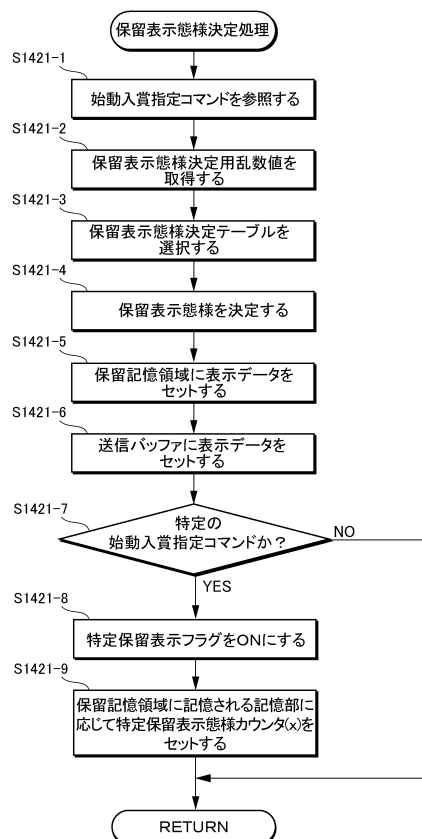 保留表示態様決定処理
S1421-1
始動入賞指定コマンドを参照する
S1421-2
保留表示態様決定用乱数値を
取得する
S1421-3
保留表示態様決定テーブルを
選択する
S1421-4
保留表示態様を決定する
S1421-5
保留記憶領域に表示データを
セットする
S1421-6
送信バッファに表示データを
セットする
S1421-7
特定の
始動入賞指定コマンドか？
NO
YES
S1421-8
特定保留表示フラグをONにする
S1421-9
保留記憶領域に記憶される記憶部に
応じて特定保留表示態様カウンタ(x)を
セットする
RETURN